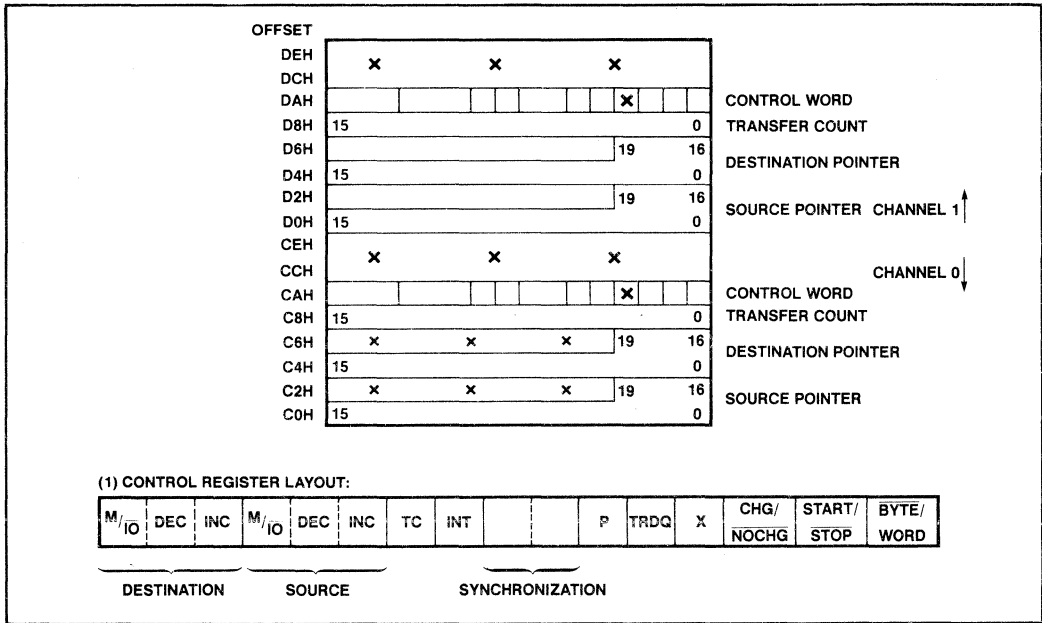 OFFSET
DEH
DCH
DAH CONTROL WORD
D8H 15 0 TRANSFER COUNT
D6H 19 16
DESTINATION POINTER
D4H 15 0
D2H 19 16
SOURCE POINTER CHANNEL 1
D0H 15 0
CEH
CCH CHANNEL 0
CAH CONTROL WORD
C8H 15 0 TRANSFER COUNT
C6H 19 16
DESTINATION POINTER
C4H 15 0
C2H 19 16
SOURCE POINTER
C0H 15 0
(1) CONTROL REGISTER LAYOUT:
M/IO DEC INC M/IO DEC INC TC INT P TRDQ X CHG/NOCHG START/STOP BYTE/WORD
DESTINATION SOURCE SYNCHRONIZATION